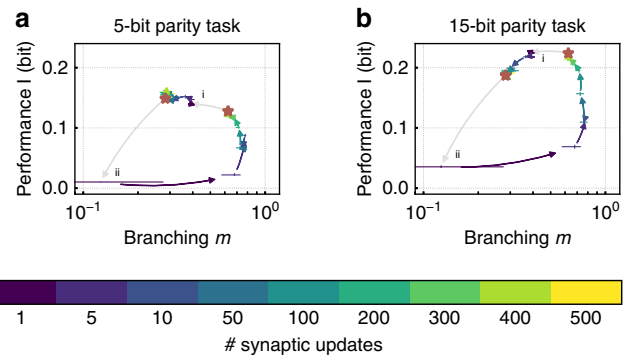 a
5-bit parity task
Performance I (bit)
0.2
0.1
0.0
i
ii
10⁻¹
10⁰
Branching m
b
15-bit parity task
Performance I (bit)
0.2
0.1
0.0
i
ii
10⁻¹
10⁰
Branching m
1 5 10 50 100 200 300 400 500
# synaptic updates